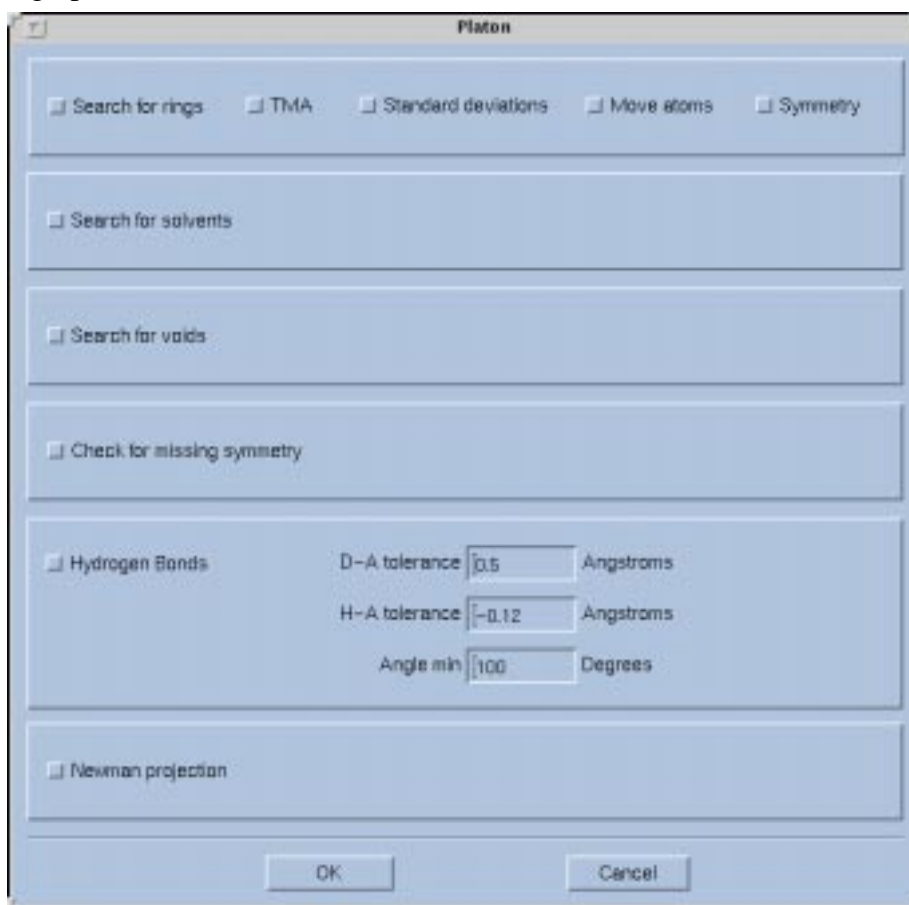 Platon
Search for rings TMA Standard deviations Move atoms Symmetry
Search for solvents
Search for voids
Check for missing symmetry
Hydrogen Bonds D-A tolerance 0.5 Angstroms
H-A tolerance -0.12 Angstroms
Angle min 100 Degrees
Newman projection
OK Cancel